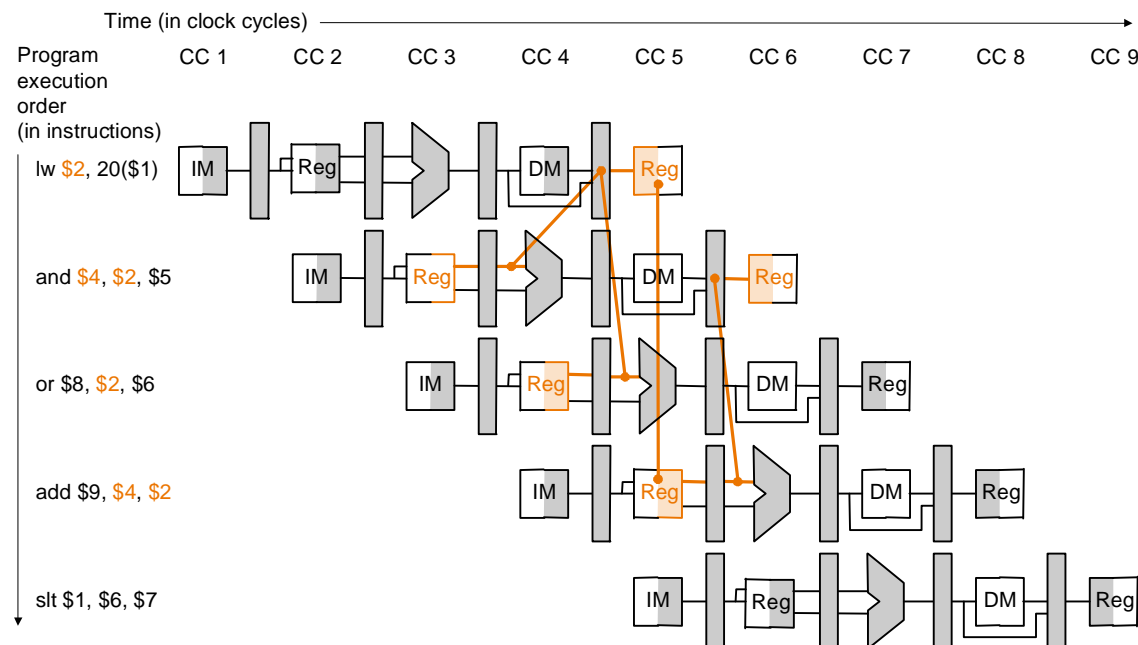 Time (in clock cycles)
Program
execution
order
(in instructions)
CC 1 CC 2 CC 3 CC 4 CC 5 CC 6 CC 7 CC 8 CC 9
lw $2, 20($1) IM Reg DM Reg
and $4, $2, $5 IM Reg DM Reg
or $8, $2, $6 IM Reg DM Reg
add $9, $4, $2 IM Reg DM Reg
slt $1, $6, $7 IM Reg DM Reg